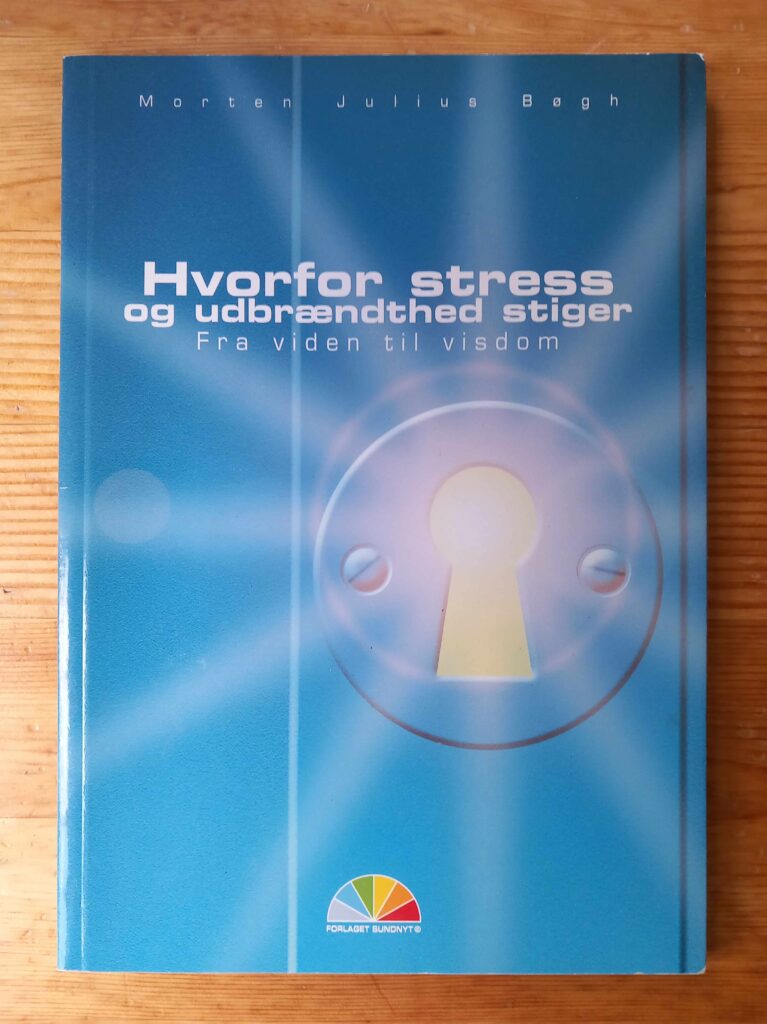 Morten Julius Bøgh
Hvorfor stress
og udbrændthed stiger
Fra viden til visdom
FORLAGET SUNDNYT®